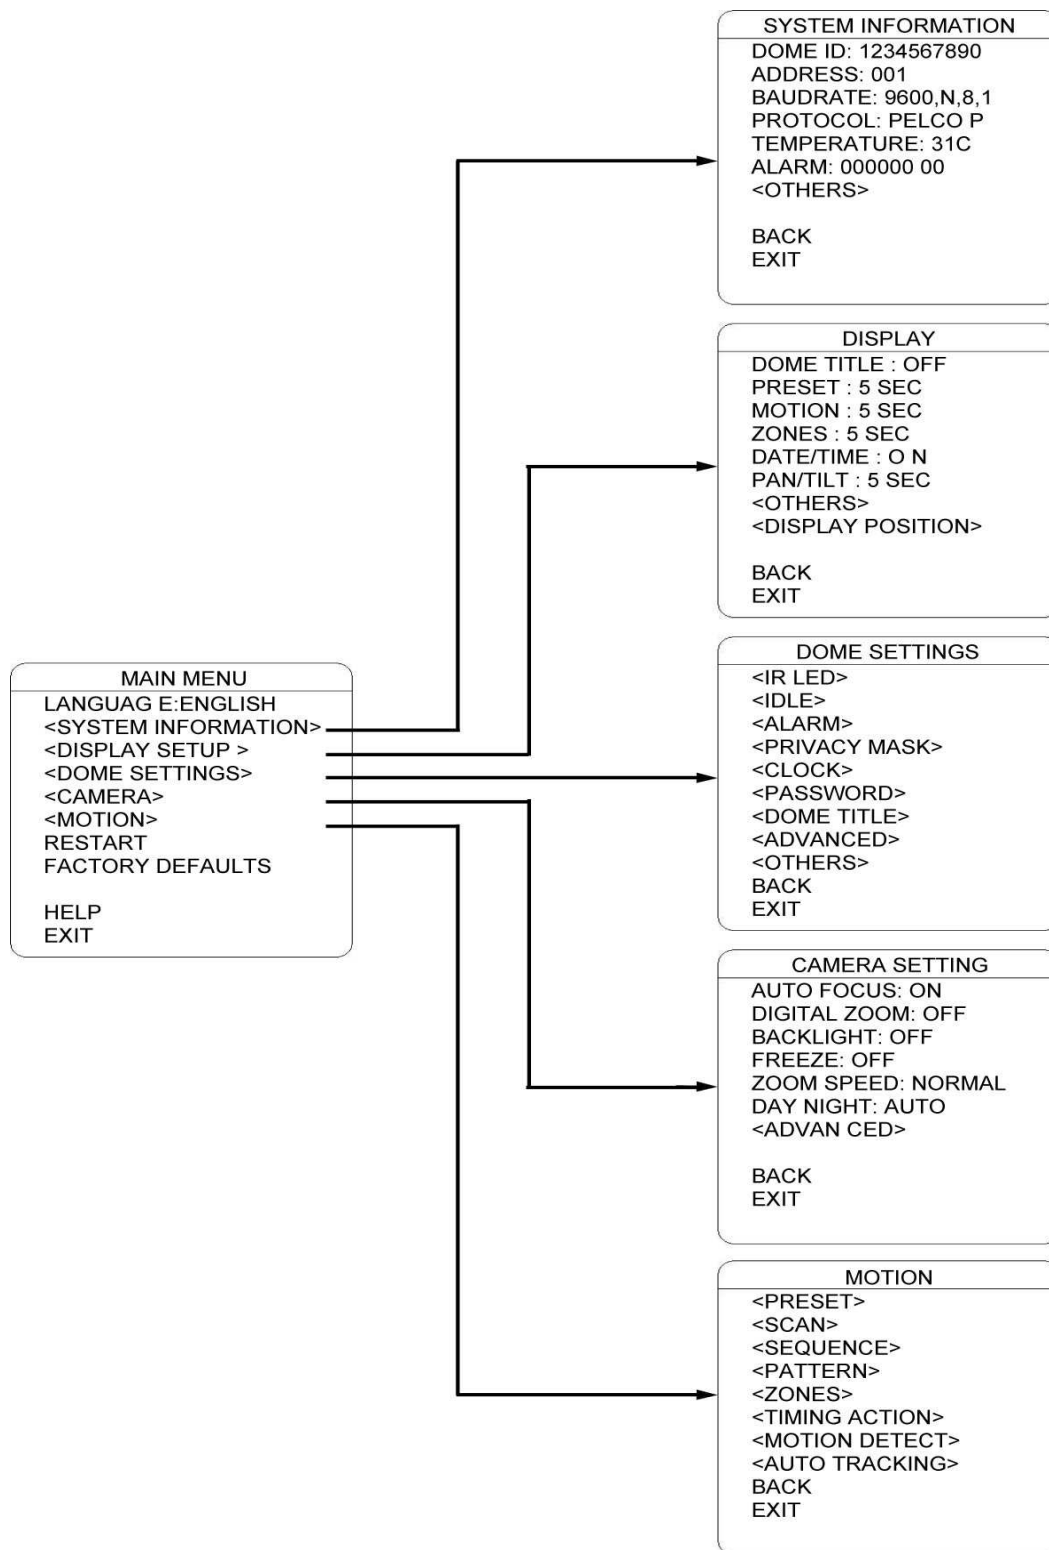 SYSTEM INFORMATION
DOME ID: 1234567890
ADDRESS: 001
BAUDRATE: 9600,N,8,1
PROTOCOL: PELCO P
TEMPERATURE: 31C
ALARM: 000000 00
<OTHERS>
BACK
EXIT
DISPLAY
DOME TITLE : OFF
PRESET : 5 SEC
MOTION : 5 SEC
ZONES : 5 SEC
DATE/TIME : O N
PAN/TILT : 5 SEC
<OTHERS>
<DISPLAY POSITION>
BACK
EXIT
MAIN MENU
LANGUAG E:ENGLISH
<SYSTEM INFORMATION>
<DISPLAY SETUP >
<DOME SETTINGS>
<CAMERA>
<MOTION>
RESTART
FACTORY DEFAULTS
HELP
EXIT
DOME SETTINGS
<IR LED>
<IDLE>
<ALARM>
<PRIVACY MASK>
<CLOCK>
<PASSWORD>
<DOME TITLE>
<ADVANCED>
<OTHERS>
BACK
EXIT
CAMERA SETTING
AUTO FOCUS: ON
DIGITAL ZOOM: OFF
BACKLIGHT: OFF
FREEZE: OFF
ZOOM SPEED: NORMAL
DAY NIGHT: AUTO
<ADVAN CED>
BACK
EXIT
MOTION
<PRESET>
<SCAN>
<SEQUENCE>
<PATTERN>
<ZONES>
<TIMING ACTION>
<MOTION DETECT>
<AUTO TRACKING>
BACK
EXIT